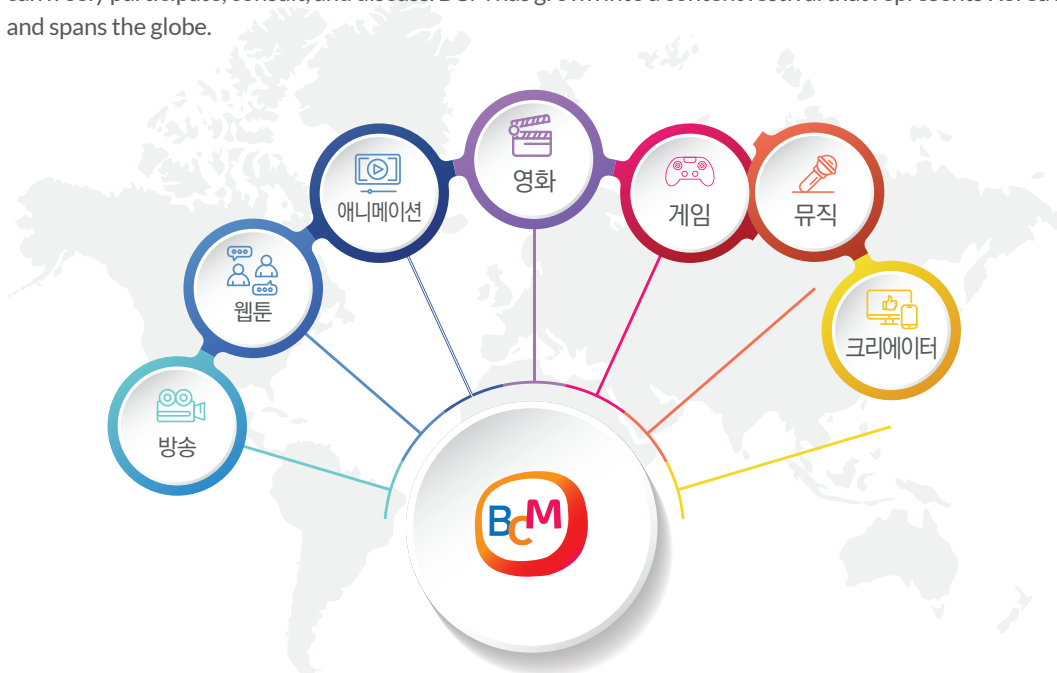 and spans the globe.
영화
애니메이션
게임
뮤직
웹툰
크리에이터
방송
BCM